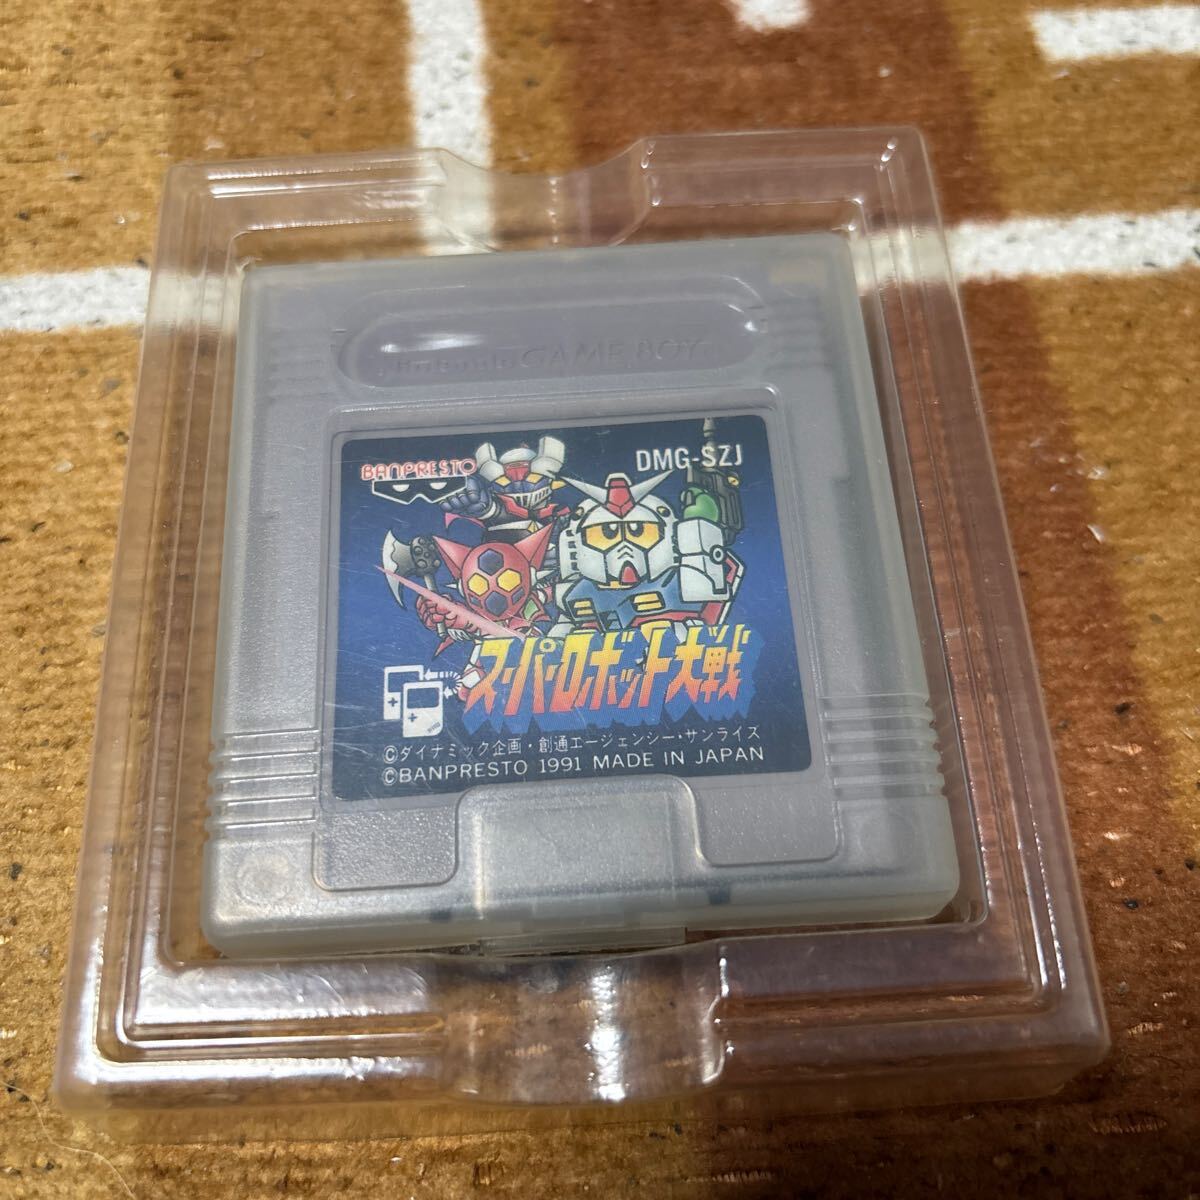 Nintendo GAME BOY
BANPRESTO
DMG-SZJ
スーパーロボット大戦
©ダイナミック企画・創通エージェンシー・サンライズ
©BANPRESTO 1991 MADE IN JAPAN